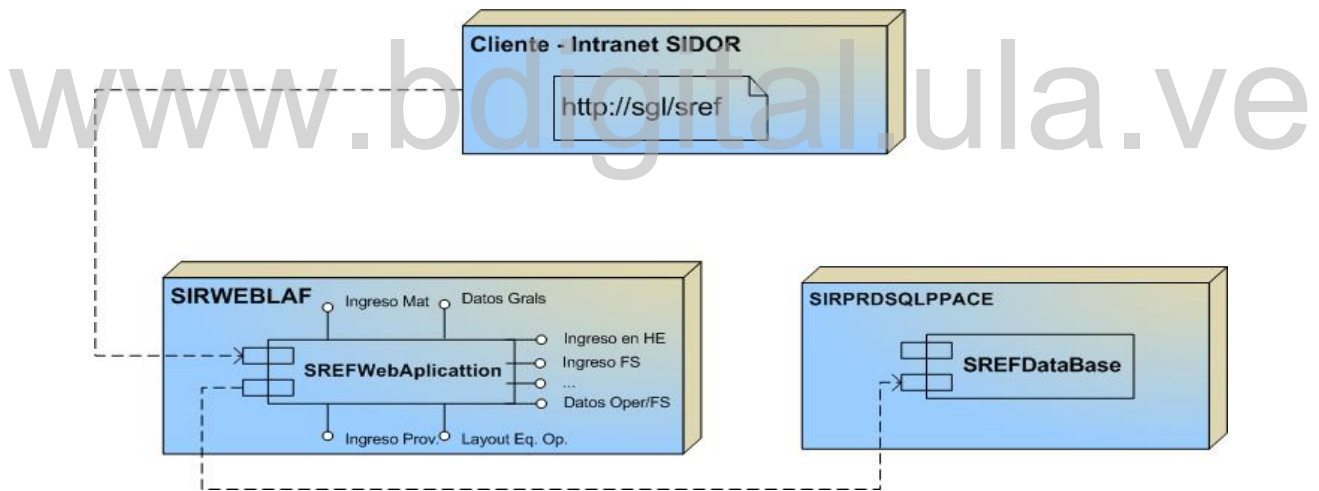 Cliente - Intranet SIDOR
www.bdigital.ula.ve
http://sgl/sref
SIRWEBLAF
Ingreso Mat
Datos Grals
Ingreso en HE
SREFWebAplicattion
Ingreso FS
...
Datos Oper/FS
Ingreso Prov.
Layout Eq. Op.
SIRPRDSQLPPACE
SREFDataBase